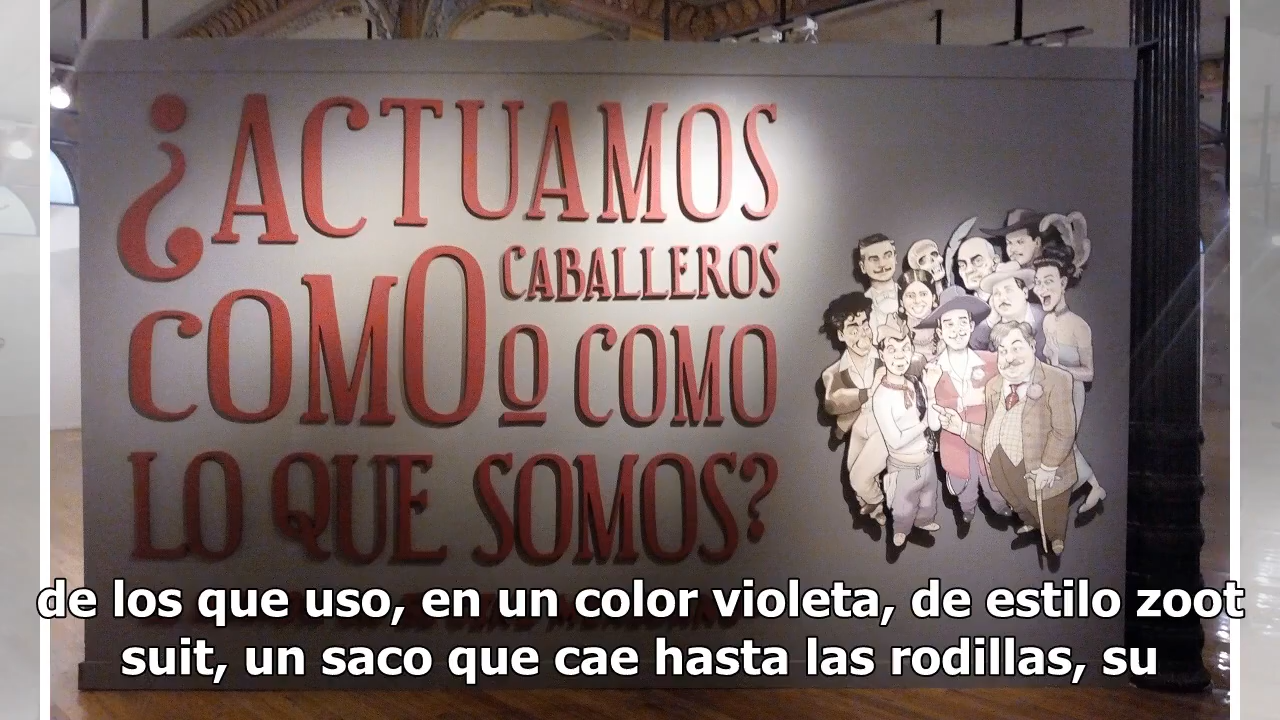 ¿ACTUAMOS
COMO CABALLEROS
O COMO
LO QUE SOMOS?
de los que uso, en un color violeta, de estilo zoot
suit, un saco que cae hasta las rodillas, su